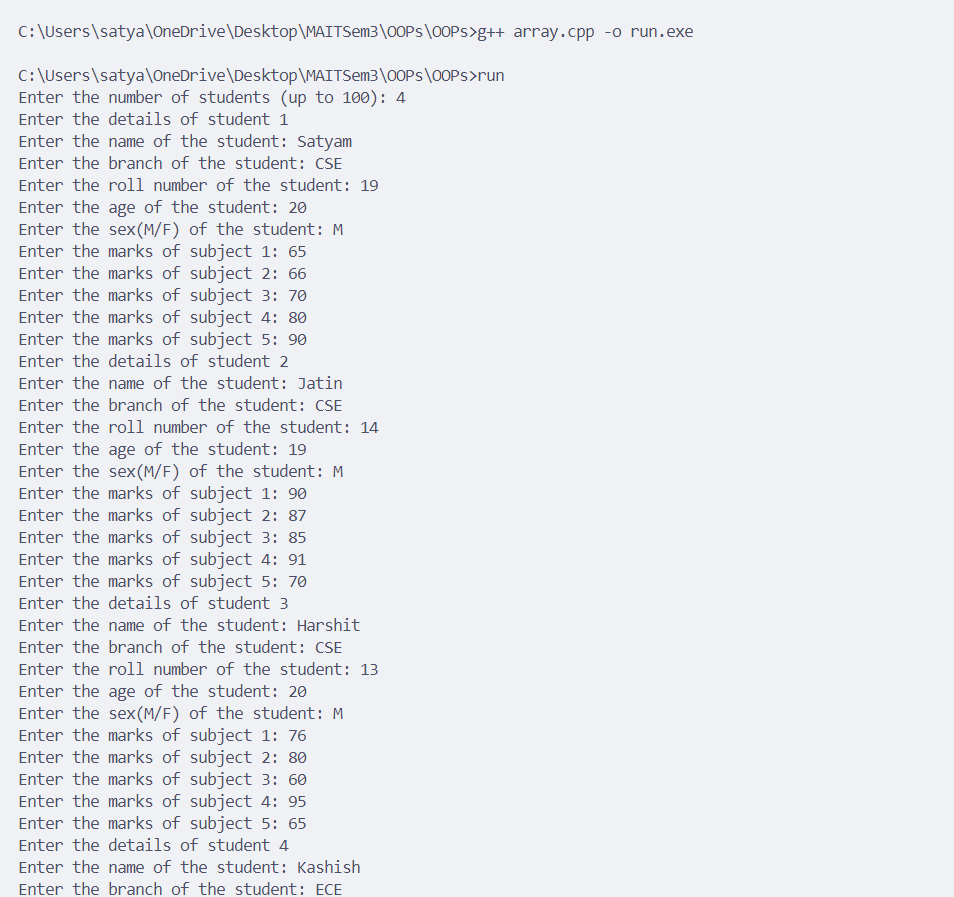 C:\Users\satya\OneDrive\Desktop\MAITSem3\OOPs\OOPs>g++ array.cpp -o run.exe
C:\Users\satya\OneDrive\Desktop\MAITSem3\OOPs\OOPs>run
Enter the number of students (up to 100): 4
Enter the details of student 1
Enter the name of the student: Satyam
Enter the branch of the student: CSE
Enter the roll number of the student: 19
Enter the age of the student: 20
Enter the sex(M/F) of the student: M
Enter the marks of subject 1: 65
Enter the marks of subject 2: 66
Enter the marks of subject 3: 70
Enter the marks of subject 4: 80
Enter the marks of subject 5: 90
Enter the details of student 2
Enter the name of the student: Jatin
Enter the branch of the student: CSE
Enter the roll number of the student: 14
Enter the age of the student: 19
Enter the sex(M/F) of the student: M
Enter the marks of subject 1: 90
Enter the marks of subject 2: 87
Enter the marks of subject 3: 85
Enter the marks of subject 4: 91
Enter the marks of subject 5: 70
Enter the details of student 3
Enter the name of the student: Harshit
Enter the branch of the student: CSE
Enter the roll number of the student: 13
Enter the age of the student: 20
Enter the sex(M/F) of the student: M
Enter the marks of subject 1: 76
Enter the marks of subject 2: 80
Enter the marks of subject 3: 60
Enter the marks of subject 4: 95
Enter the marks of subject 5: 65
Enter the details of student 4
Enter the name of the student: Kashish
Enter the branch of the student: ECE